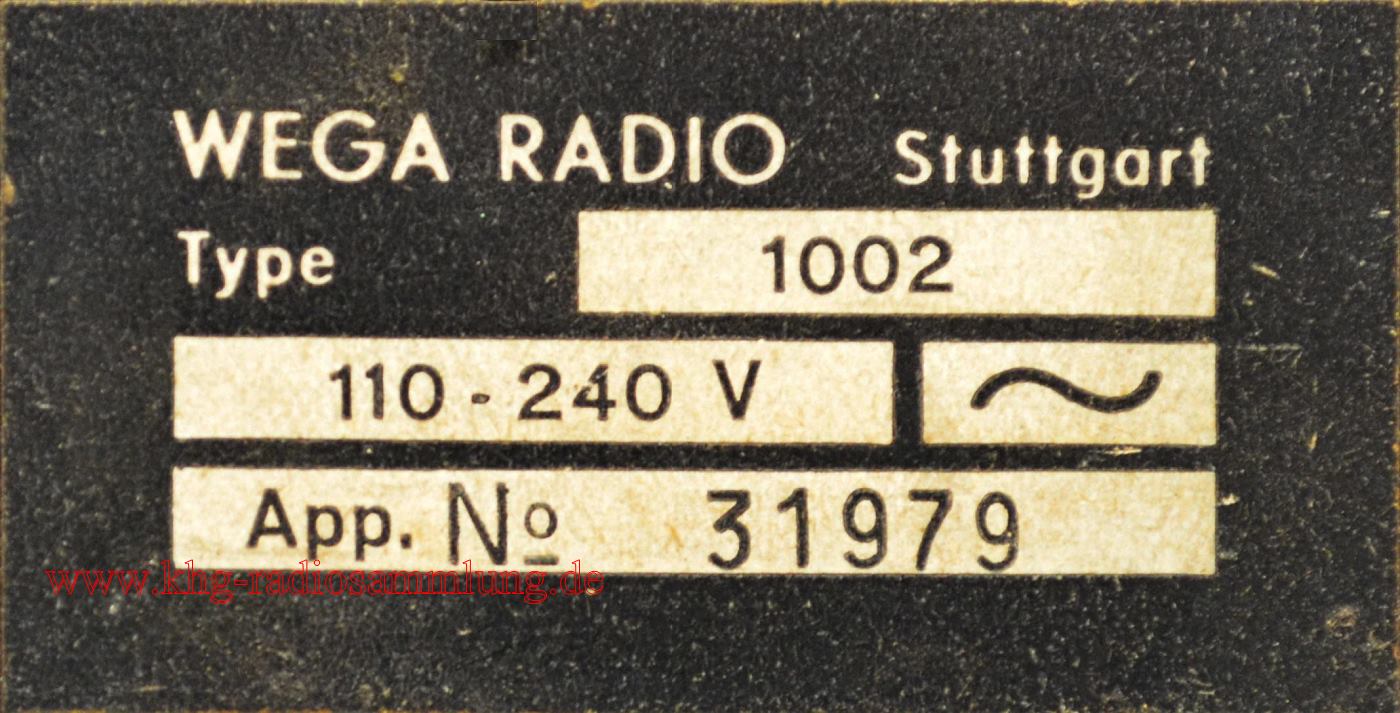 WEGA RADIO Stuttgart
Type 1002
110 - 240 V ~
App. Nº 31979
www.khg-radiosammlung.de